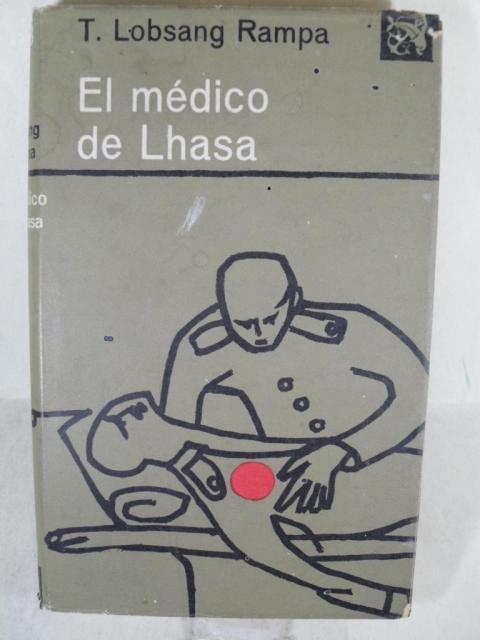 T. Lobsang Rampa
El médico
de Lhasa